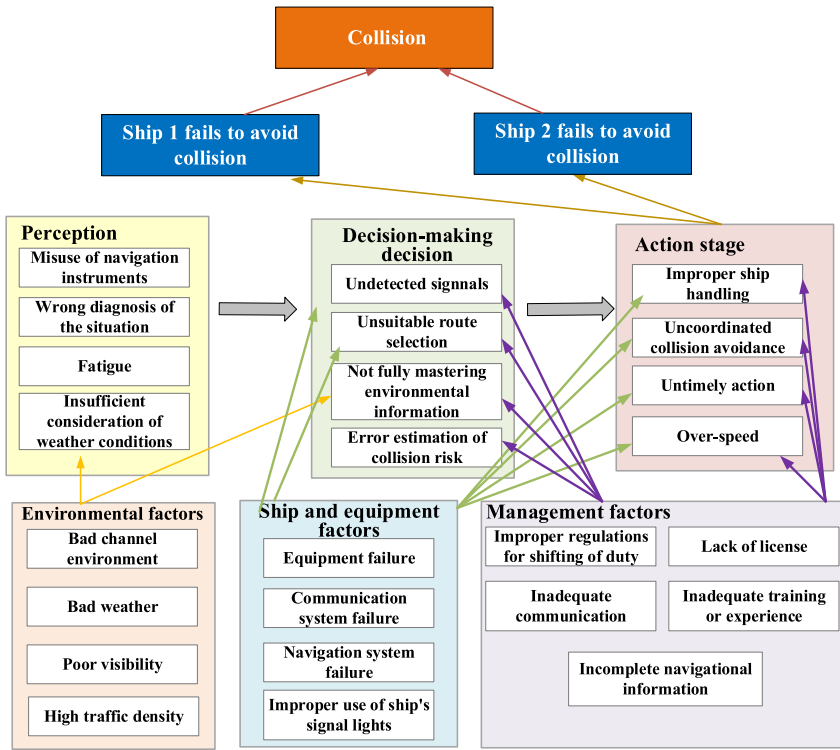 Collision
Ship 1 fails to avoid
collision
Ship 2 fails to avoid
collision
Perception
Misuse of navigation
instruments
Wrong diagnosis of
the situation
Fatigue
Insufficient
consideration of
weather conditions
Decision-making
decision
Undetected signnals
Unsuitable route
selection
Not fully mastering
environmental
information
Error estimation of
collision risk
Action stage
Improper ship
handling
Uncoordinated
collision avoidance
Untimely action
Over-speed
Environmental factors
Bad channel
environment
Bad weather
Poor visibility
High traffic density
Ship and equipment
factors
Equipment failure
Communication
system failure
Navigation system
failure
Improper use of ship's
signal lights
Management factors
Improper regulations
for shifting of duty
Lack of license
Inadequate
communication
Inadequate training
or experience
Incomplete navigational
information